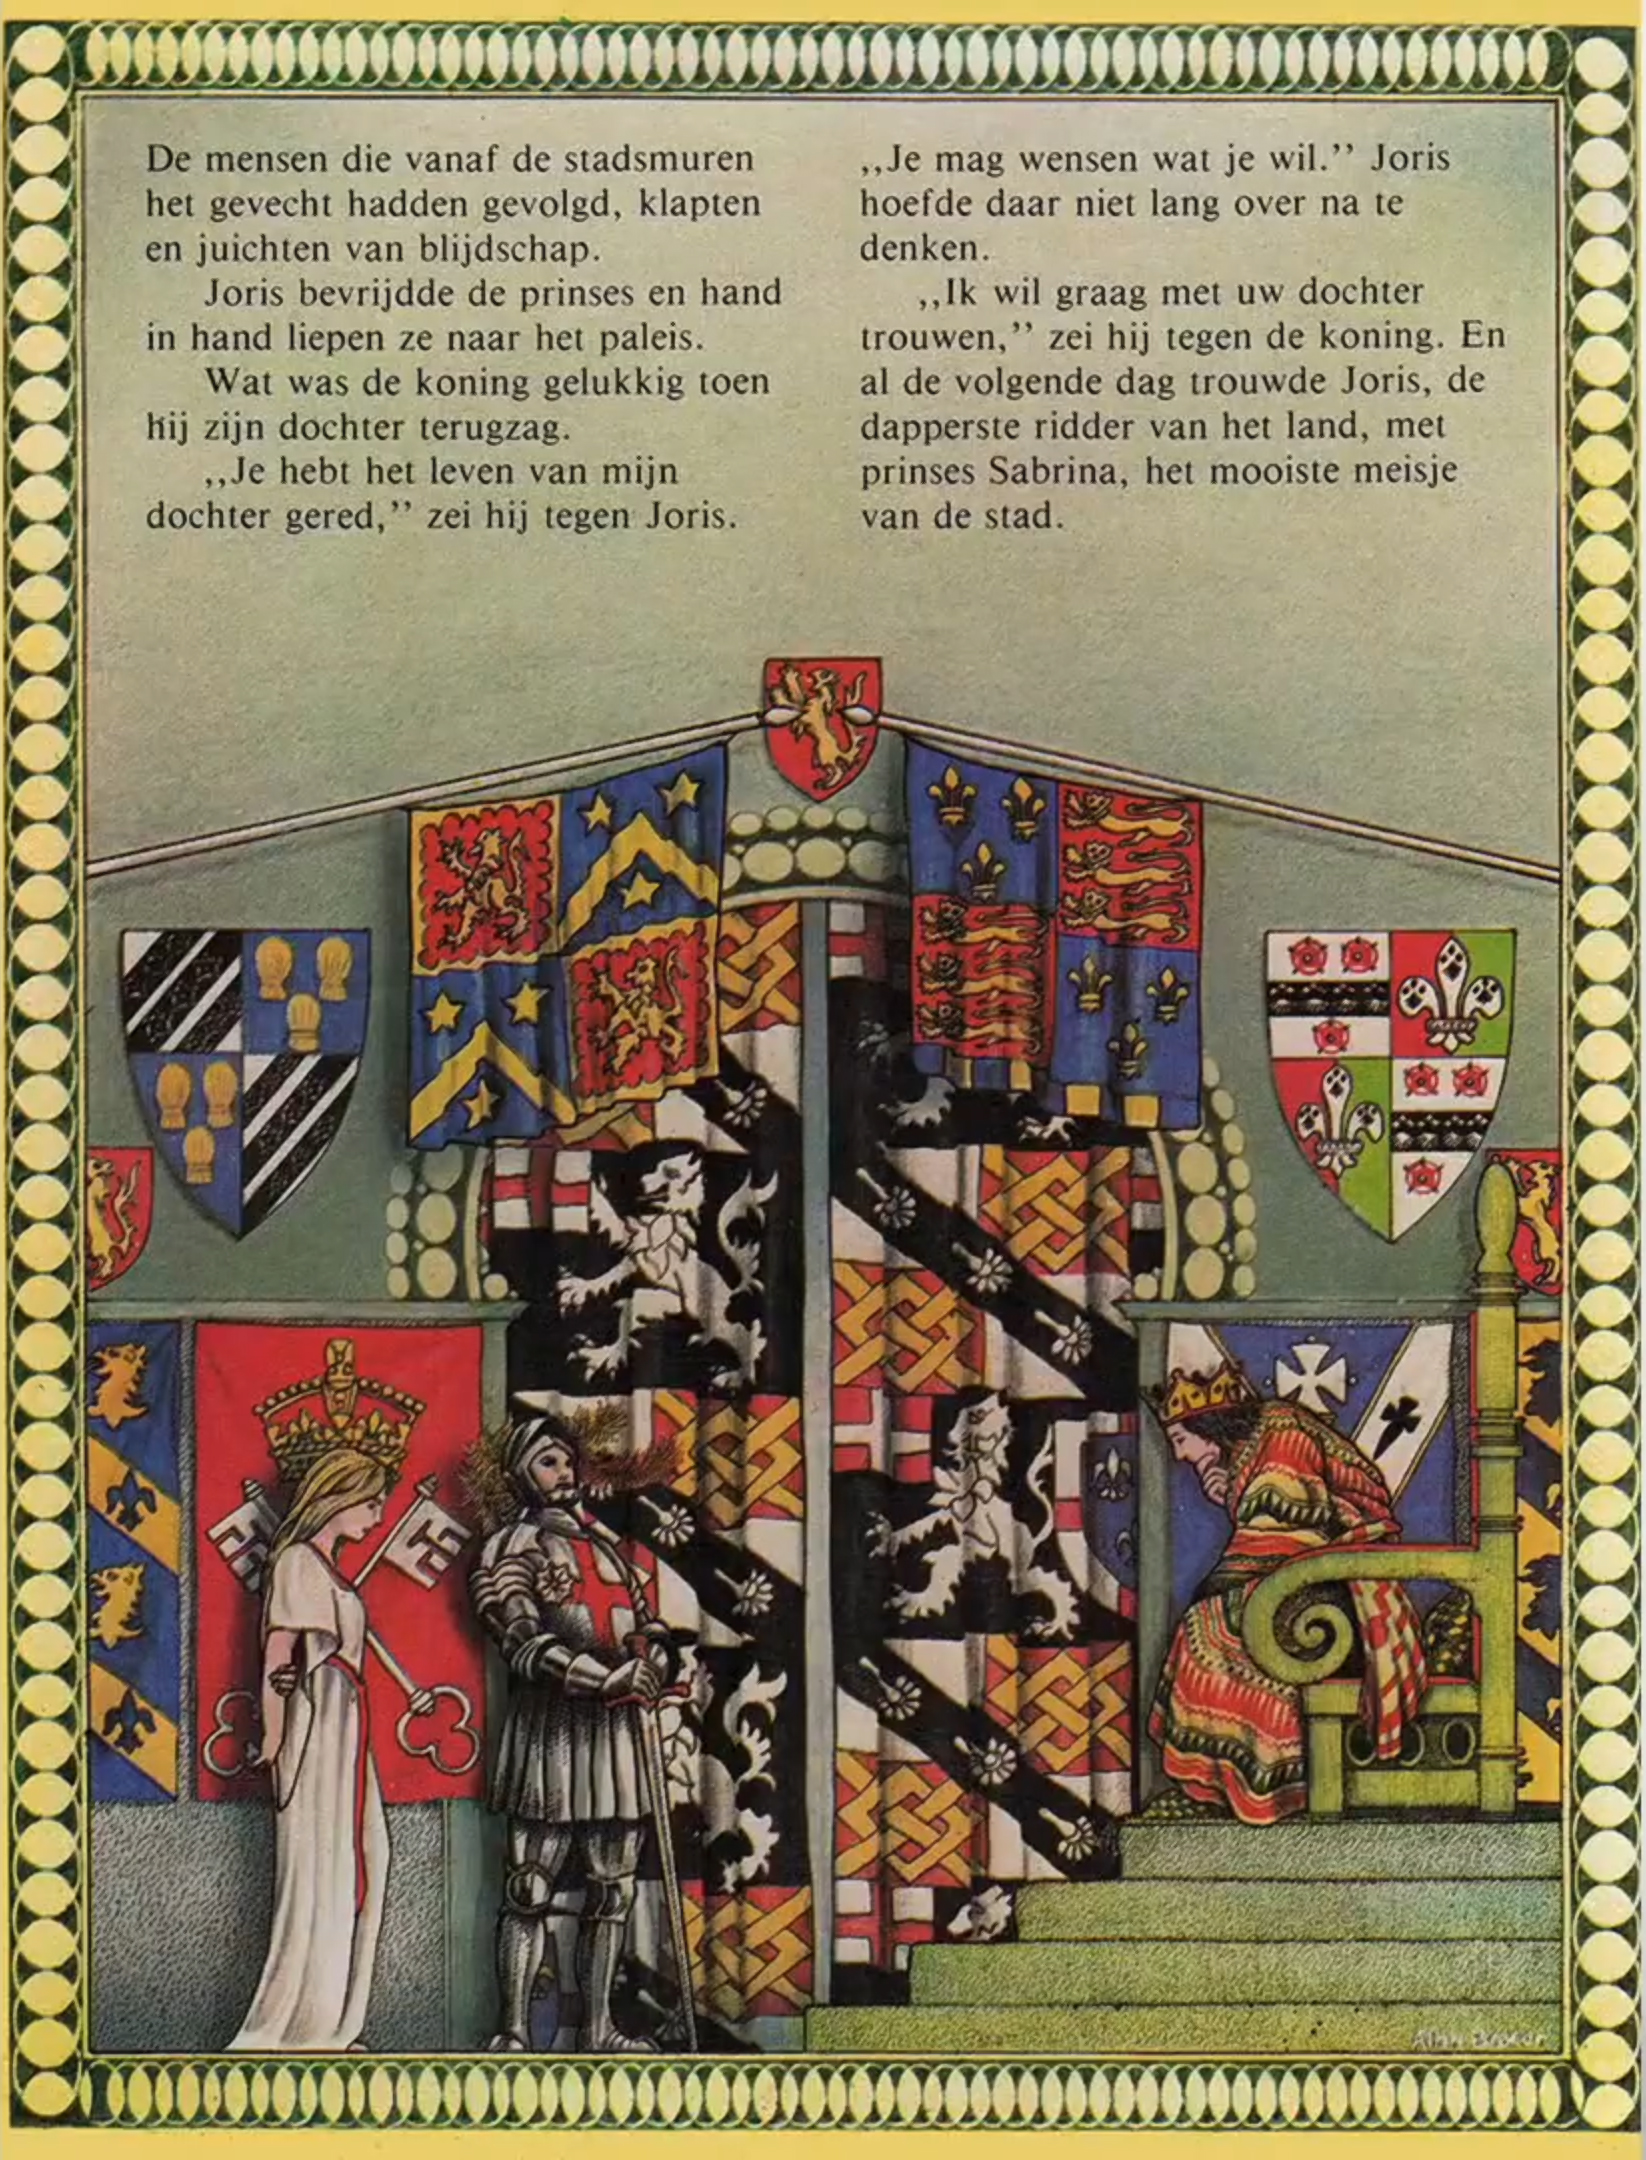 De mensen die vanaf de stadsmuren
het gevecht hadden gevolgd, klapten
en juichten van blijdschap.
Joris bevrijdde de prinses en hand
in hand liepen ze naar het paleis.
Wat was de koning gelukkig toen
hij zijn dochter terugzag.
,,Je hebt het leven van mijn
dochter gered,’’ zei hij tegen Joris.
,,Je mag wensen wat je wil.’’ Joris
hoefde daar niet lang over na te
denken.
,,Ik wil graag met uw dochter
trouwen,’’ zei hij tegen de koning. En
al de volgende dag trouwde Joris, de
dapperste ridder van het land, met
prinses Sabrina, het mooiste meisje
van de stad.